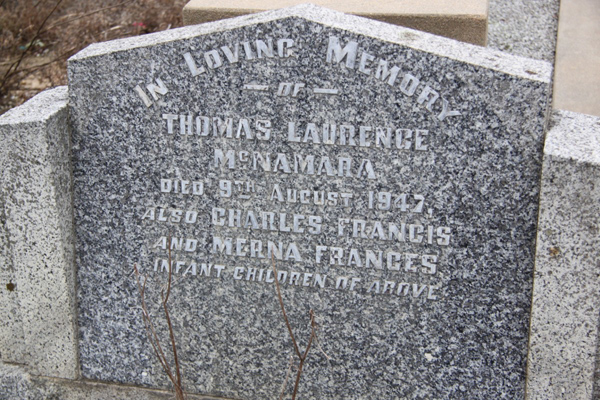 In Loving Memory
— OF —
THOMAS LAURENCE
McNAMARA
DIED 9TH AUGUST 1947,
ALSO CHARLES FRANCIS
AND MERNA FRANCES
INFANT CHILDREN OF ABOVE